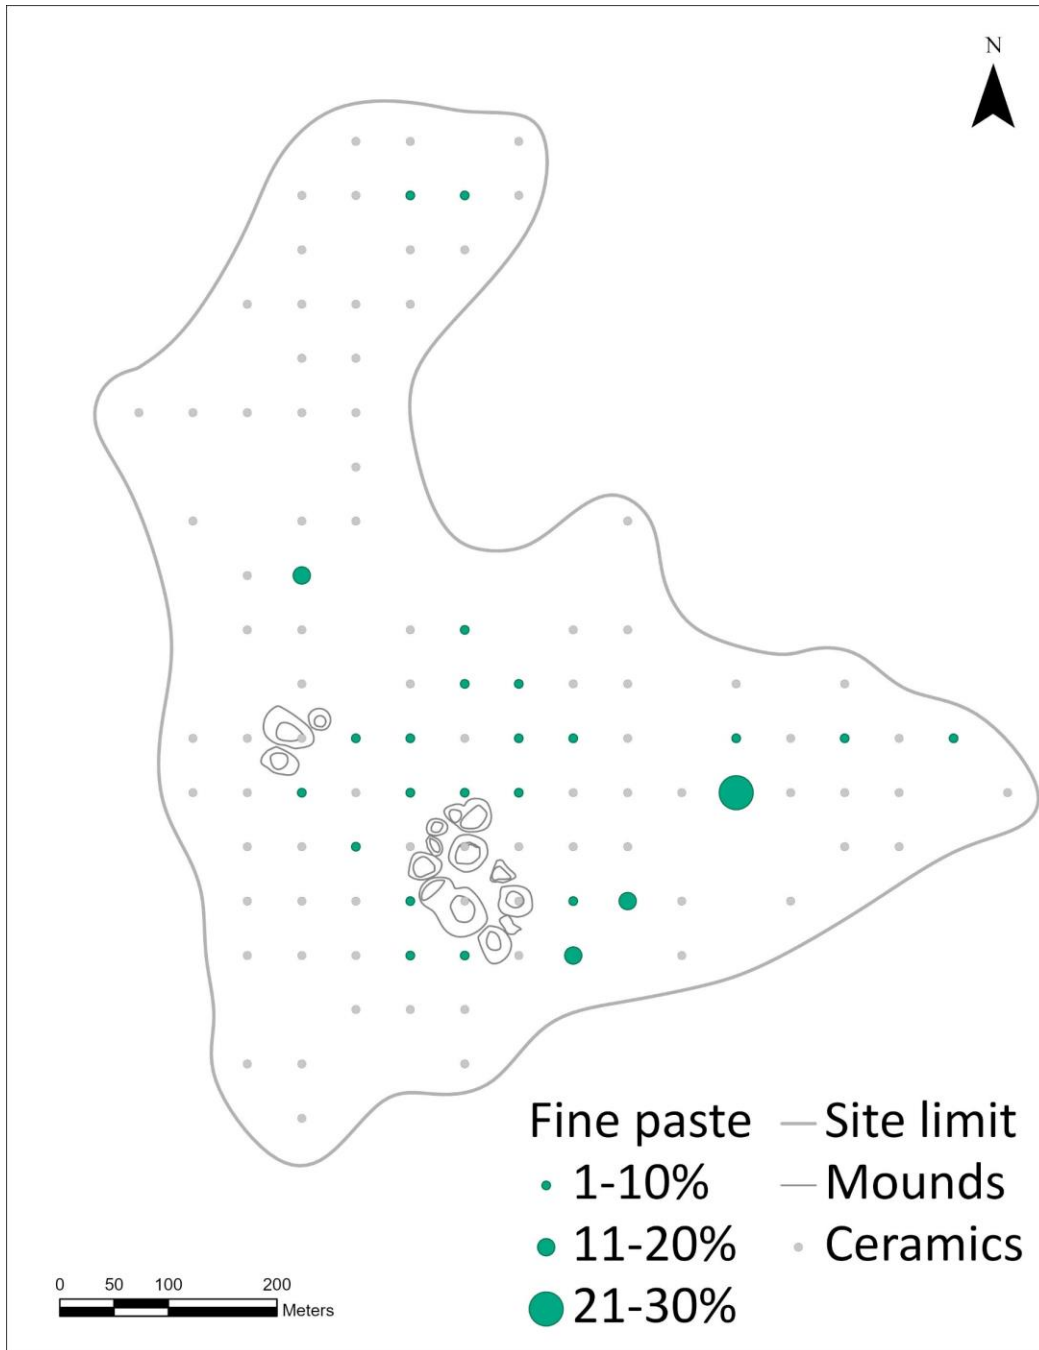 N
Fine paste
1-10%
11-20%
21-30%
Site limit
Mounds
Ceramics
0 50 100 200
Meters